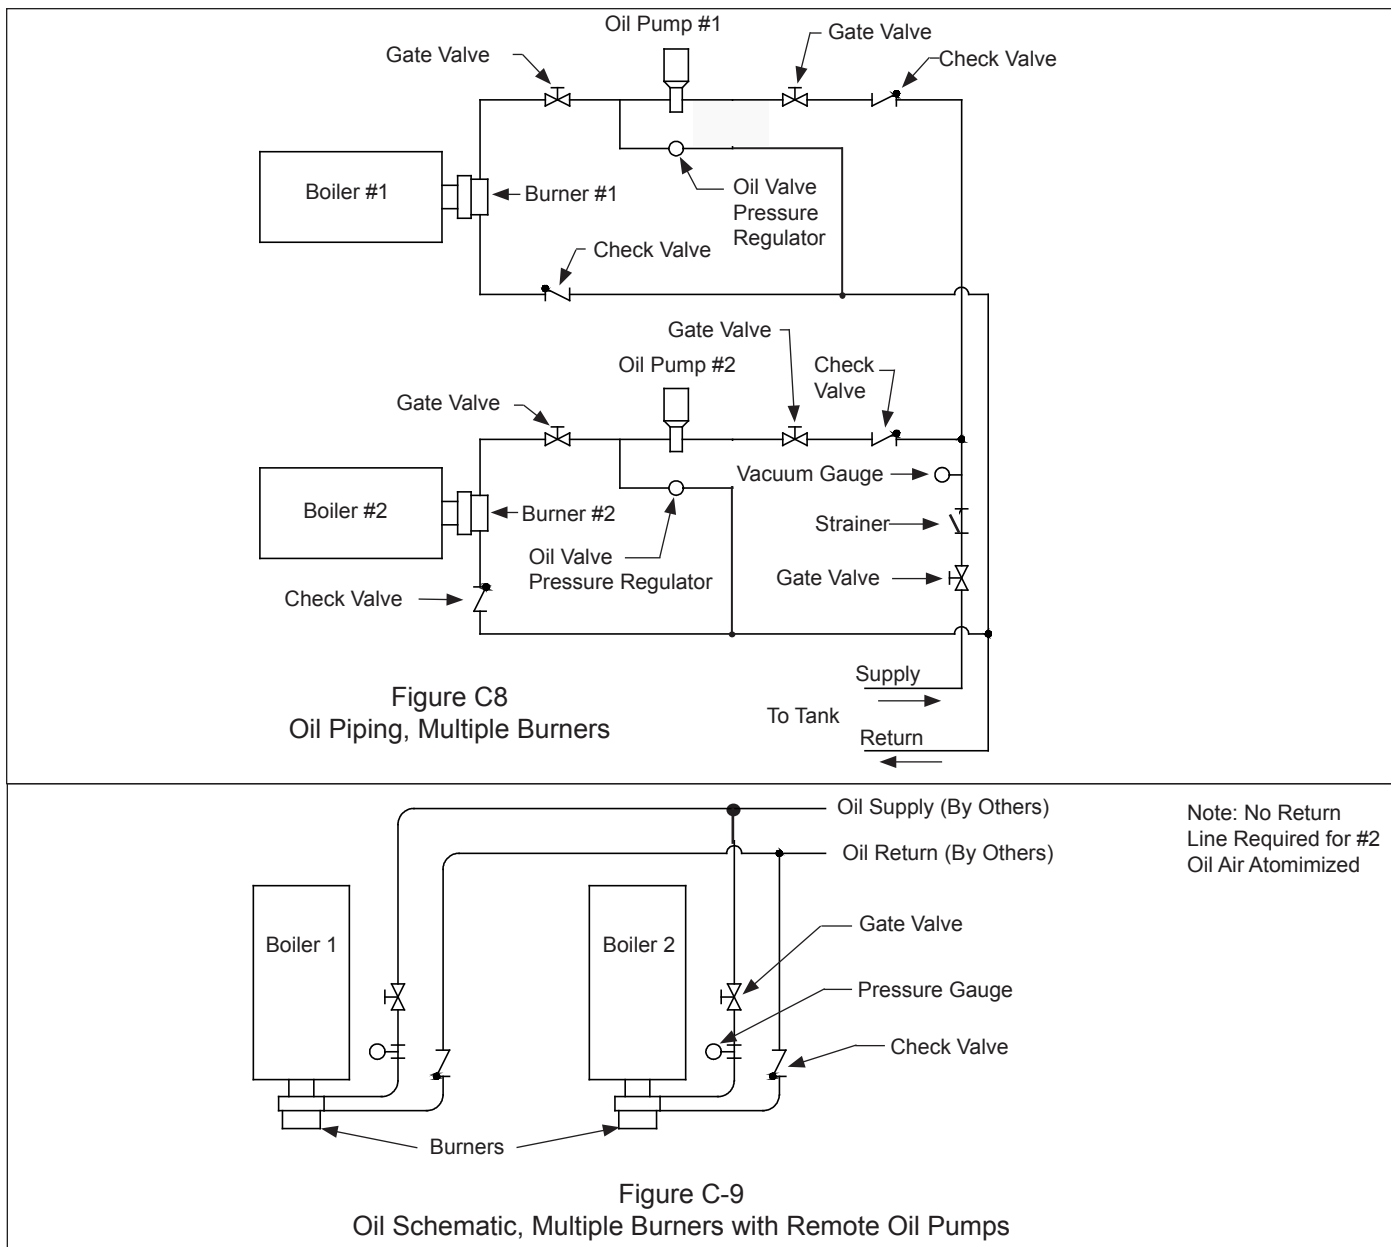 Oil Pump #1
Gate Valve
Gate Valve
Check Valve
Boiler #1
Burner #1
Oil Valve
Pressure
Regulator
Check Valve
Gate Valve
Oil Pump #2
Check
Valve
Gate Valve
Vacuum Gauge
Boiler #2
Burner #2
Strainer
Oil Valve
Pressure Regulator
Gate Valve
Check Valve
Supply
To Tank
Return
Figure C8
Oil Piping, Multiple Burners
Oil Supply (By Others)
Oil Return (By Others)
Note: No Return
Line Required for #2
Oil Air Atomimized
Boiler 1
Boiler 2
Gate Valve
Pressure Gauge
Check Valve
Burners
Figure C-9
Oil Schematic, Multiple Burners with Remote Oil Pumps